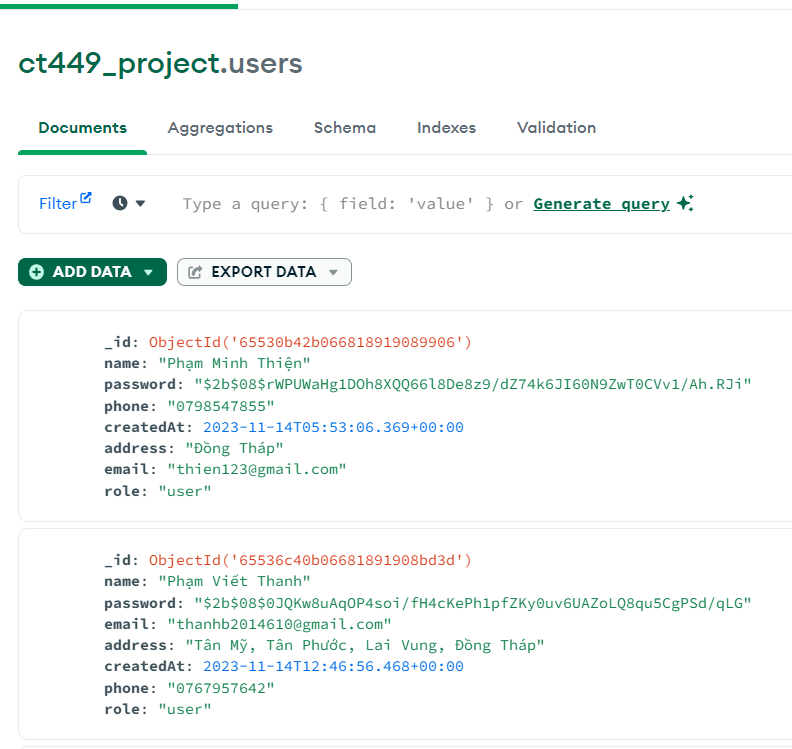 ct449_project.users
Documents Aggregations Schema Indexes Validation
Filter Type a query: { field: 'value' } or Generate query
ADD DATA EXPORT DATA
_id: ObjectId('65530b42b066818919089906')
name: "Phạm Minh Thiện"
password: "$2b$08$rWPUWaHg1DOh8XQQ66l8De8z9/dZ74k6JI60N9ZwT0CVv1/Ah.RJi"
phone: "0798547855"
createdAt: 2023-11-14T05:53:06.369+00:00
address: "Đồng Tháp"
email: "thien123@gmail.com"
role: "user"
_id: ObjectId('65536c40b06681891908bd3d')
name: "Phạm Viết Thanh"
password: "$2b$08$0JQKw8uAqOP4soi/fH4cKePh1pfZKy0uv6UAZoLQ8qu5CgPSd/qLG"
email: "thanhb2014610@gmail.com"
address: "Tân Mỹ, Tân Phước, Lai Vung, Đồng Tháp"
createdAt: 2023-11-14T12:46:56.468+00:00
phone: "0767957642"
role: "user"